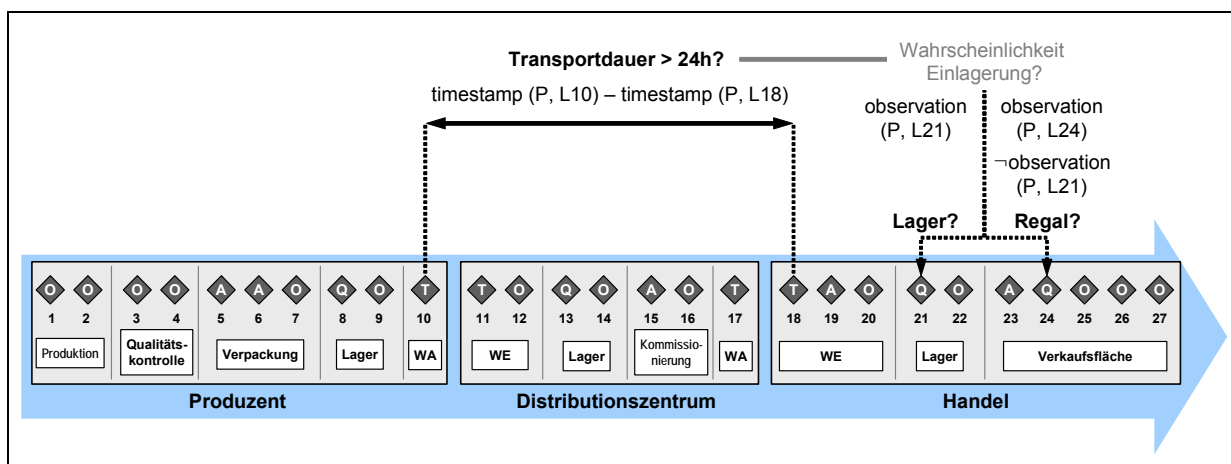 Transportdauer > 24h?
timestamp (P, L10) – timestamp (P, L18)
Wahrscheinlichkeit
Einlagerung?
observation
(P, L21)
observation
(P, L24)
¬observation
(P, L21)
Lager?
Regal?
O O O O A A O Q O T T O Q O A O T T A O Q O A Q O O O
1 2 3 4 5 6 7 8 9 10 11 12 13 14 15 16 17 18 19 20 21 22 23 24 25 26 27
Produktion
Qualitäts-
kontrolle
Verpackung
Lager
WA
WE
Lager
Kommissio-
nierung
WA
WE
Lager
Verkaufsfläche
Produzent
Distributionszentrum
Handel